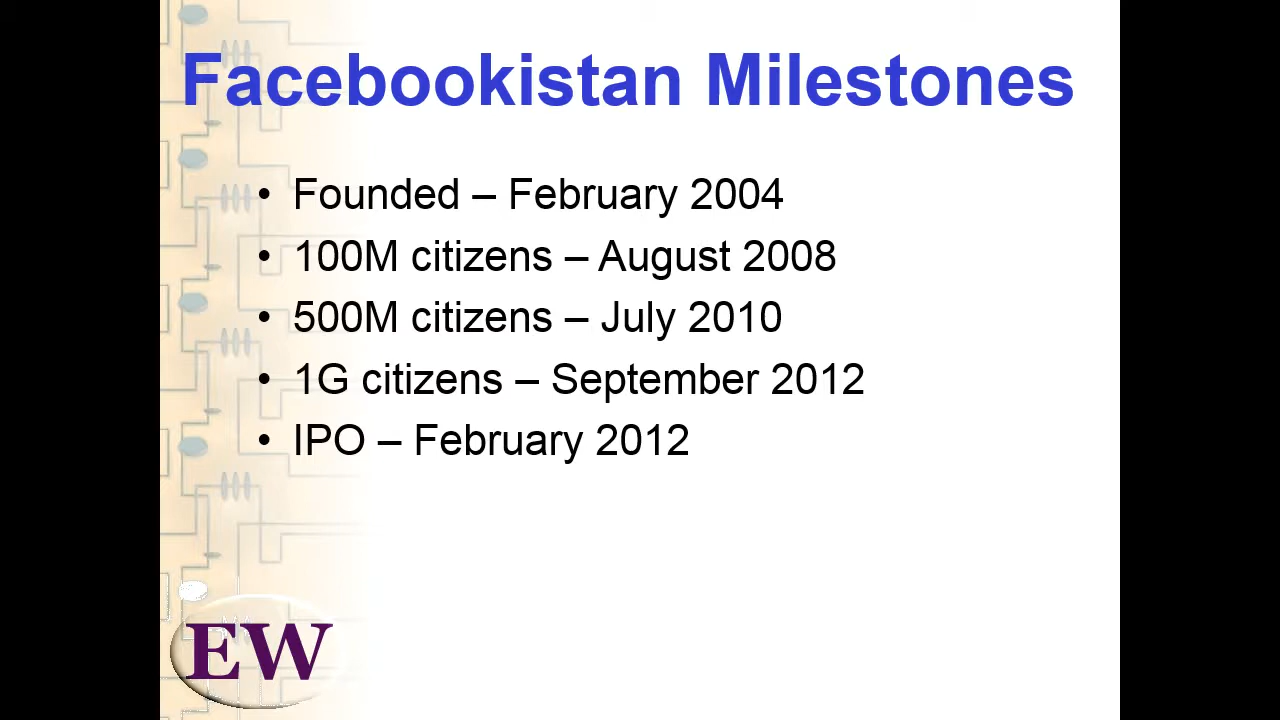 Facebookistan Milestones
• Founded – February 2004
• 100M citizens – August 2008
• 500M citizens – July 2010
• 1G citizens – September 2012
• IPO – February 2012
EW